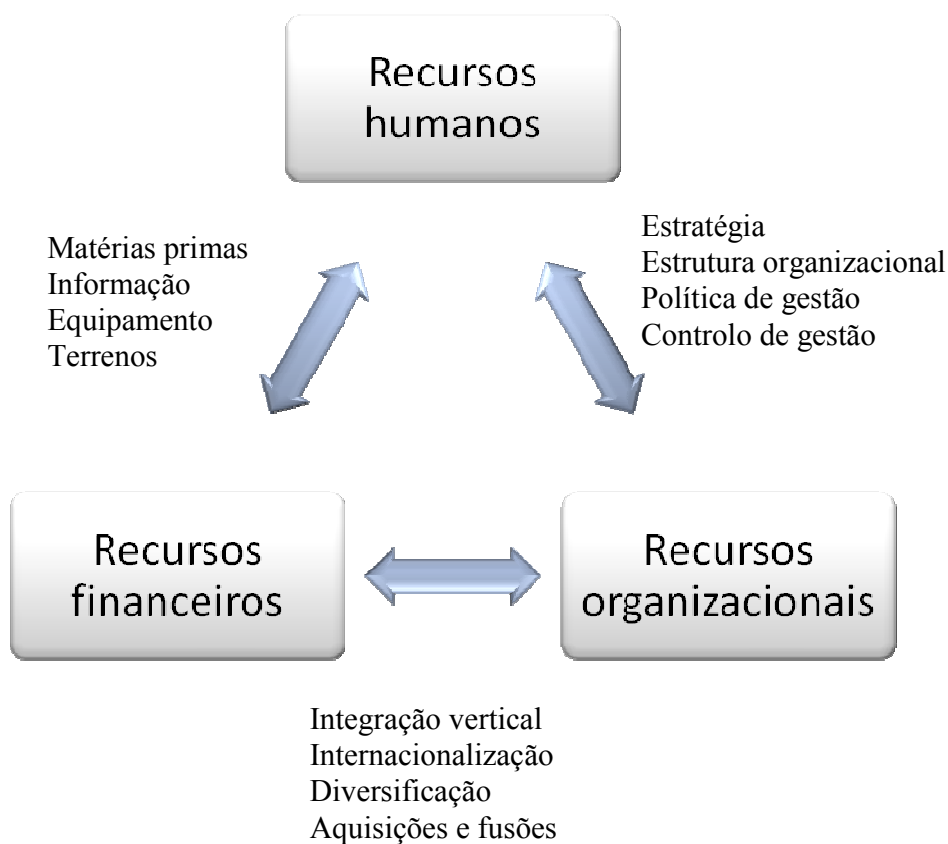 Recursos
humanos
Matérias primas
Informação
Equipamento
Terrenos
Estratégia
Estrutura organizacional
Política de gestão
Controlo de gestão
Recursos
financeiros
Recursos
organizacionais
Integração vertical
Internacionalização
Diversificação
Aquisições e fusões